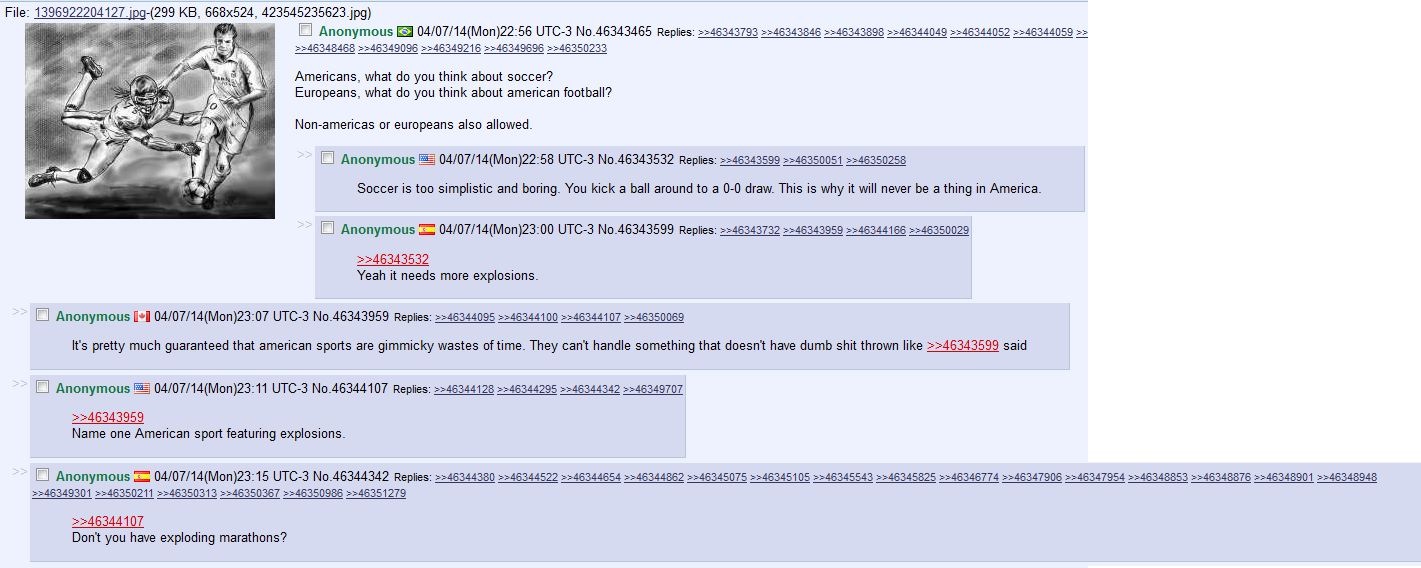 File: 1396922204127.jpg-(299 KB, 668x524, 423545235623.jpg)
Anonymous 04/07/14(Mon)22:56 UTC-3 No.46343465 Replies: >>46343793 >>46343846 >>46343898 >>46344049 >>46344052 >>46344059 >>
>>46348468 >>46349096 >>46349216 >>46349696 >>46350233
Americans, what do you think about soccer?
Europeans, what do you think about american football?
Non-americas or europeans also allowed.
>> Anonymous 04/07/14(Mon)22:58 UTC-3 No.46343532 Replies: >>46343599 >>46350051 >>46350258
Soccer is too simplistic and boring. You kick a ball around to a 0-0 draw. This is why it will never be a thing in America.
>> Anonymous 04/07/14(Mon)23:00 UTC-3 No.46343599 Replies: >>46343732 >>46343959 >>46344166 >>46350029
>>46343532
Yeah it needs more explosions.
>> Anonymous 04/07/14(Mon)23:07 UTC-3 No.46343959 Replies: >>46344095 >>46344100 >>46344107 >>46350069
It's pretty much guaranteed that american sports are gimmicky wastes of time. They can't handle something that doesn't have dumb shit thrown like >>46343599 said
>> Anonymous 04/07/14(Mon)23:11 UTC-3 No.46344107 Replies: >>46344128 >>46344295 >>46344342 >>46349707
>>46343959
Name one American sport featuring explosions.
>> Anonymous 04/07/14(Mon)23:15 UTC-3 No.46344342 Replies: >>46344380 >>46344522 >>46344654 >>46344862 >>46345075 >>46345105 >>46345543 >>46345825 >>46346774 >>46347906 >>46347954 >>46348853 >>46348876 >>46348901 >>46348948
>>46349301 >>46350211 >>46350313 >>46350367 >>46350986 >>46351279
>>46344107
Don't you have exploding marathons?